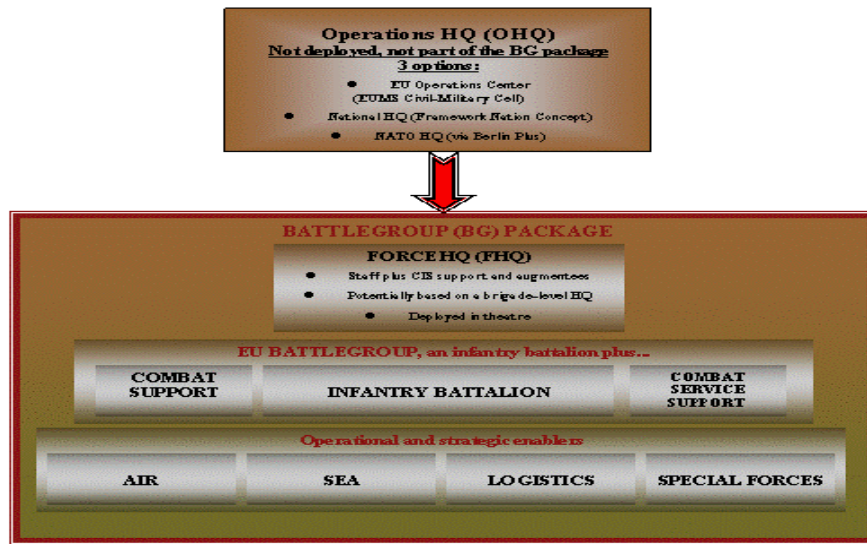 Operations HQ (OHQ)
Not deployed, not part of the BG package
3 options:
● EU Operations Center
(EUMS Civil-Military Cell)
● National HQ (Framework Nation Concept)
● NATO HQ (via Berlin Plus)
BATTLEGROUP (BG) PACKAGE
FORCE HQ (FHQ)
● Staff plus CIS support and augmentees
● Potentially based on a brigade-level HQ
● Deployed in theatre
EU BATTLEGROUP, an infantry battalion plus...
COMBAT
SUPPORT
INFANTRY BATTALION
COMBAT
SERVICE
SUPPORT
Operational and strategic enablers
AIR
SEA
LOGISTICS
SPECIAL FORCES